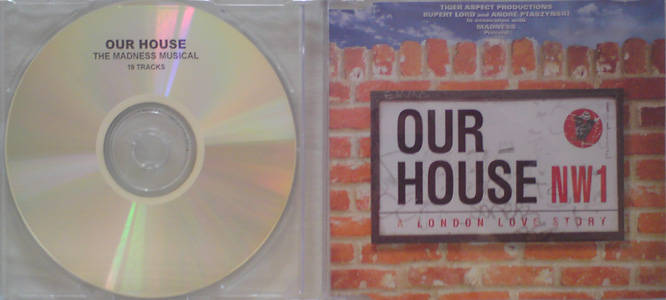 OUR HOUSE
THE MADNESS MUSICAL
19 TRACKS
TIGER ASPECT PRODUCTIONS
RUPERT LORD and ANDRE PTASZYNSKI
In association with
MADNESS
Present
OUR
HOUSE NW1
A LONDON LOVE STORY